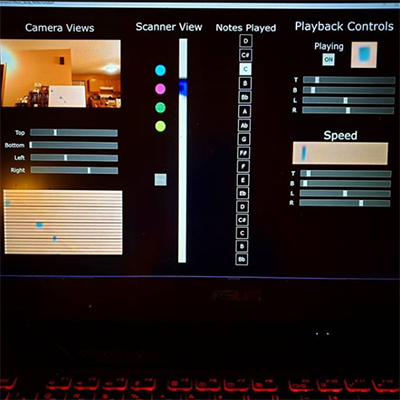 Camera Views
Scanner View
Notes Played
Playback Controls
Top
Bottom
Left
Right
D
C#
C
B
Bb
A
Ab
G
F#
F
E
Eb
D
C#
C
B
Bb
Playing
ON
T
B
L
R
Speed
T
B
L
R
ASUS